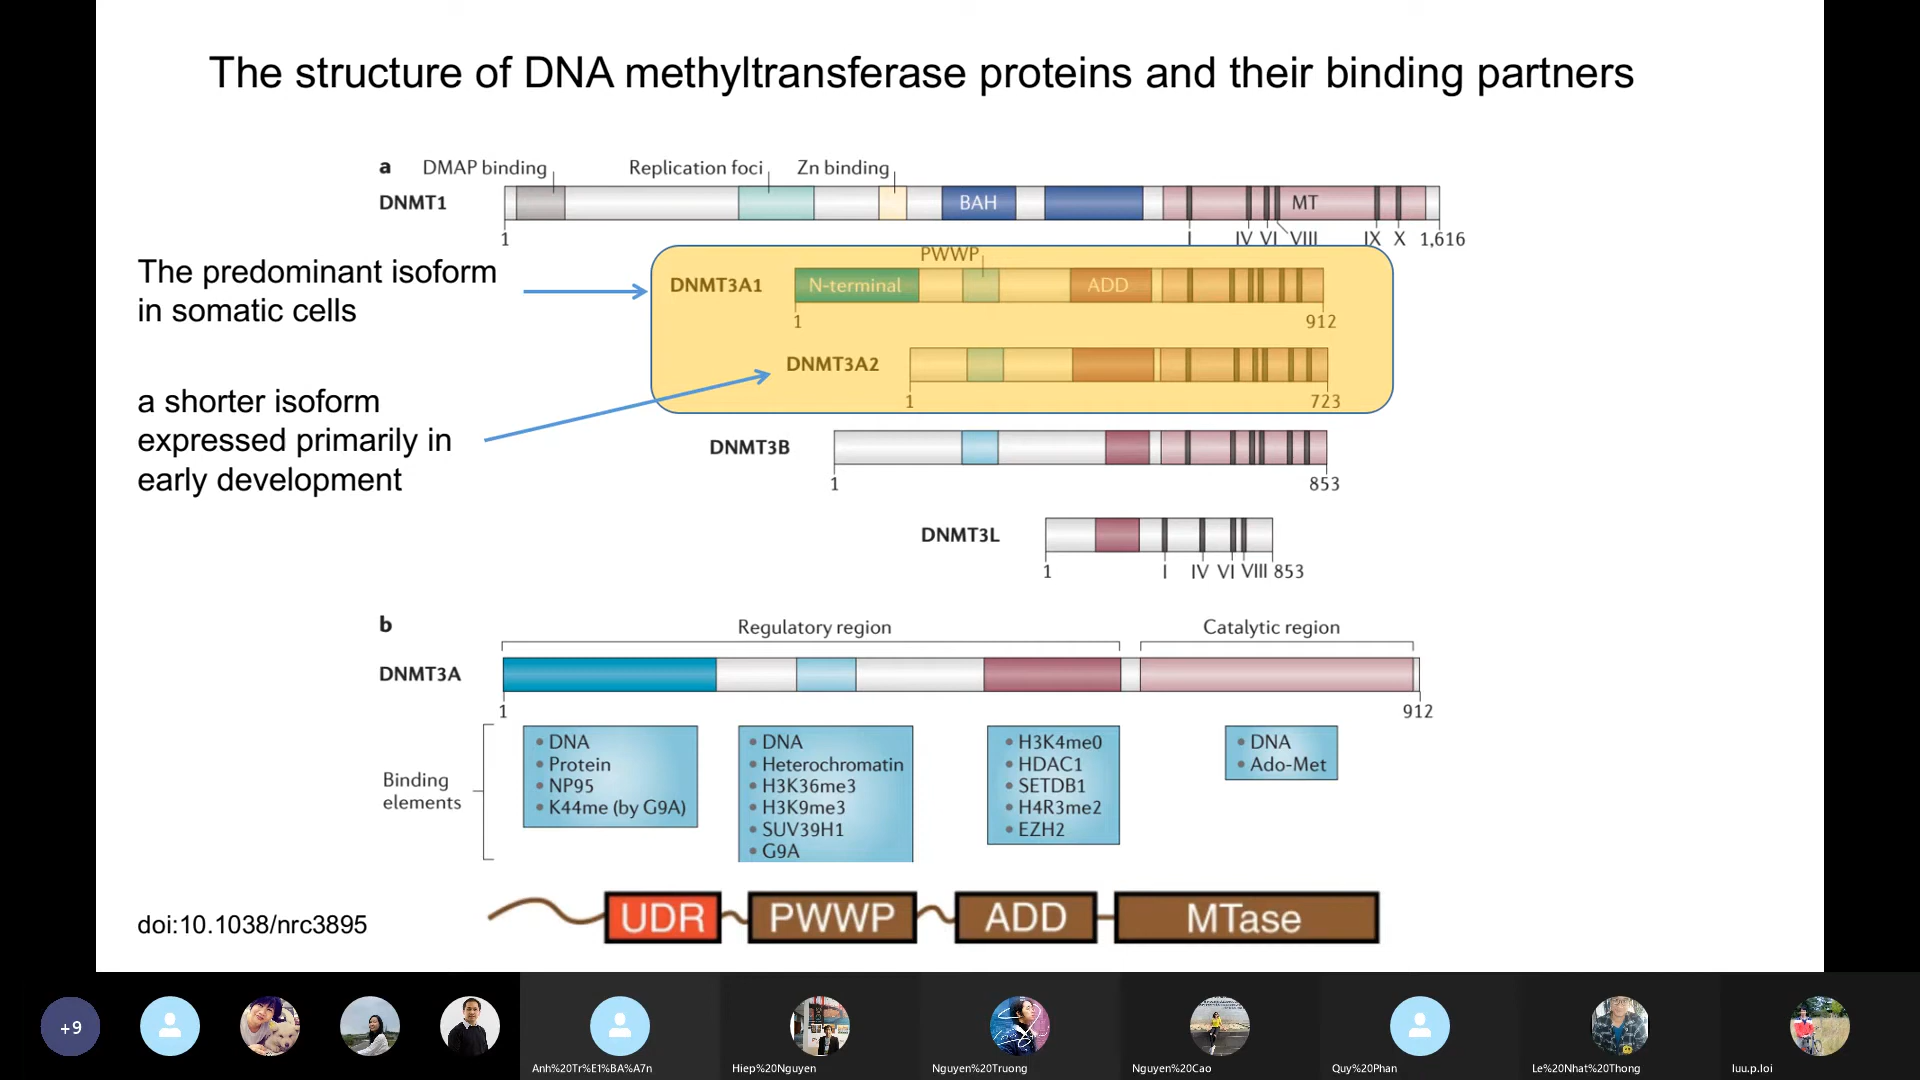 The structure of DNA methyltransferase proteins and their binding partners
a
DMAP binding
Replication foci
Zn binding
DNMT1
BAH
MT
1
I
IV
VI
VIII
IX
X
1,616
The predominant isoform
in somatic cells
PWWP
DNMT3A1
N-terminal
ADD
1
912
a shorter isoform
expressed primarily in
early development
DNMT3A2
1
723
DNMT3B
1
853
DNMT3L
1
I
IV
VI
VIII
853
b
Regulatory region
Catalytic region
DNMT3A
1
912
Binding
elements
• DNA
• Protein
• NP95
• K44me (by G9A)
• DNA
• Heterochromatin
• H3K36me3
• H3K9me3
• SUV39H1
• G9A
• H3K4me0
• HDAC1
• SETDB1
• H4R3me2
• EZH2
• DNA
• Ado-Met
UDR
PWWP
ADD
MTase
doi:10.1038/nrc3895
+9
Anh%20Tr%E1%BA%A7n
Hiep%20Nguyen
Nguyen%20Truong
Nguyen%20Cao
Quy%20Phan
Le%20Nhat%20Thong
luu.p.loi